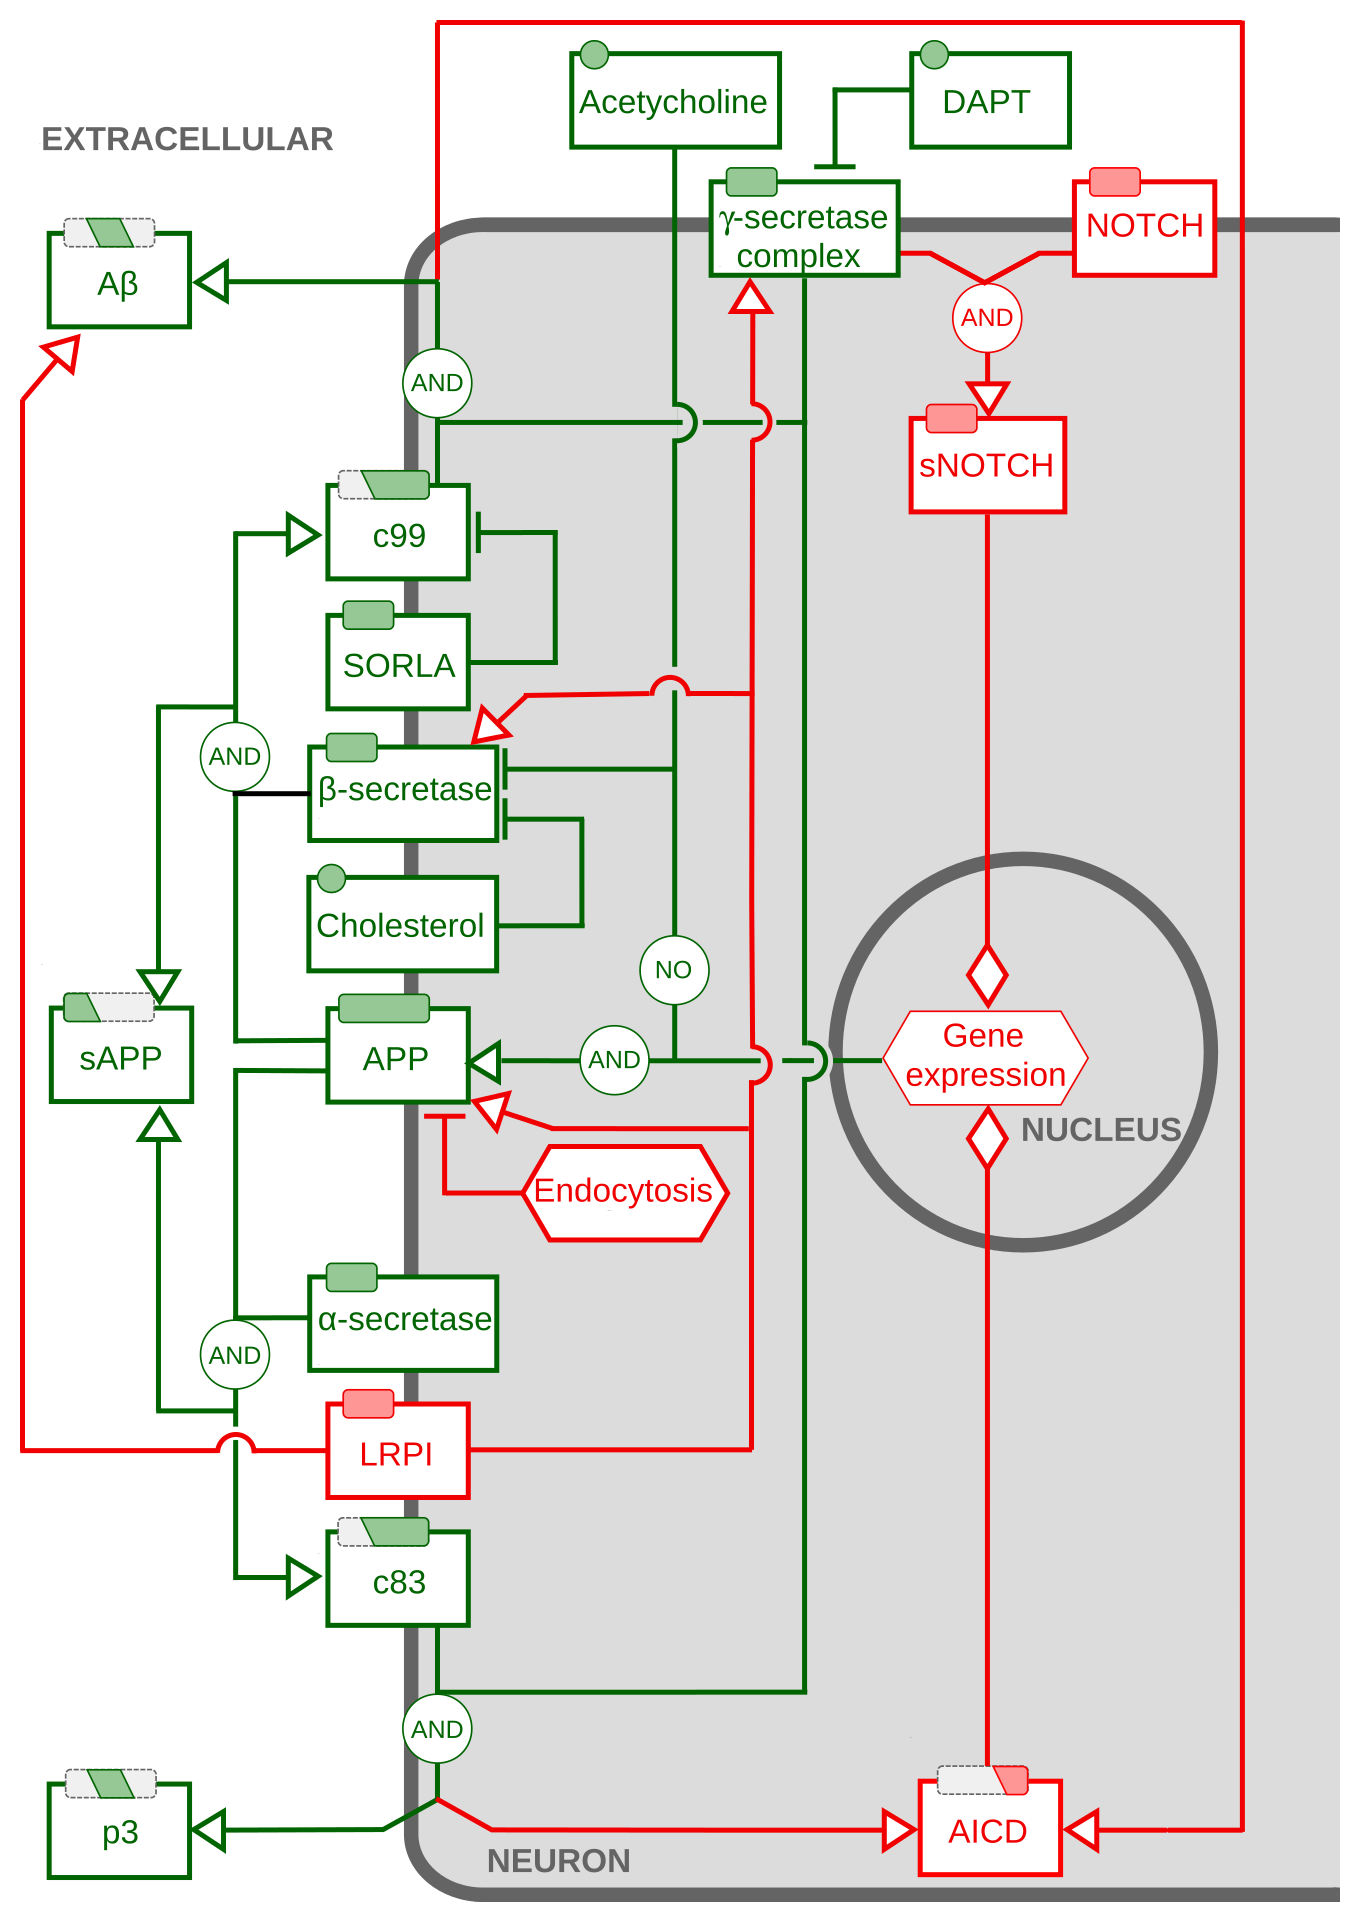 Acetycholine
DAPT
EXTRACELLULAR
γ-secretase
complex
NOTCH
Aβ
AND
AND
sNOTCH
c99
SORLA
AND
β-secretase
Cholesterol
NO
sAPP
APP
AND
Gene
expression
NUCLEUS
Endocytosis
α-secretase
AND
LRPI
c83
AND
p3
AICD
NEURON